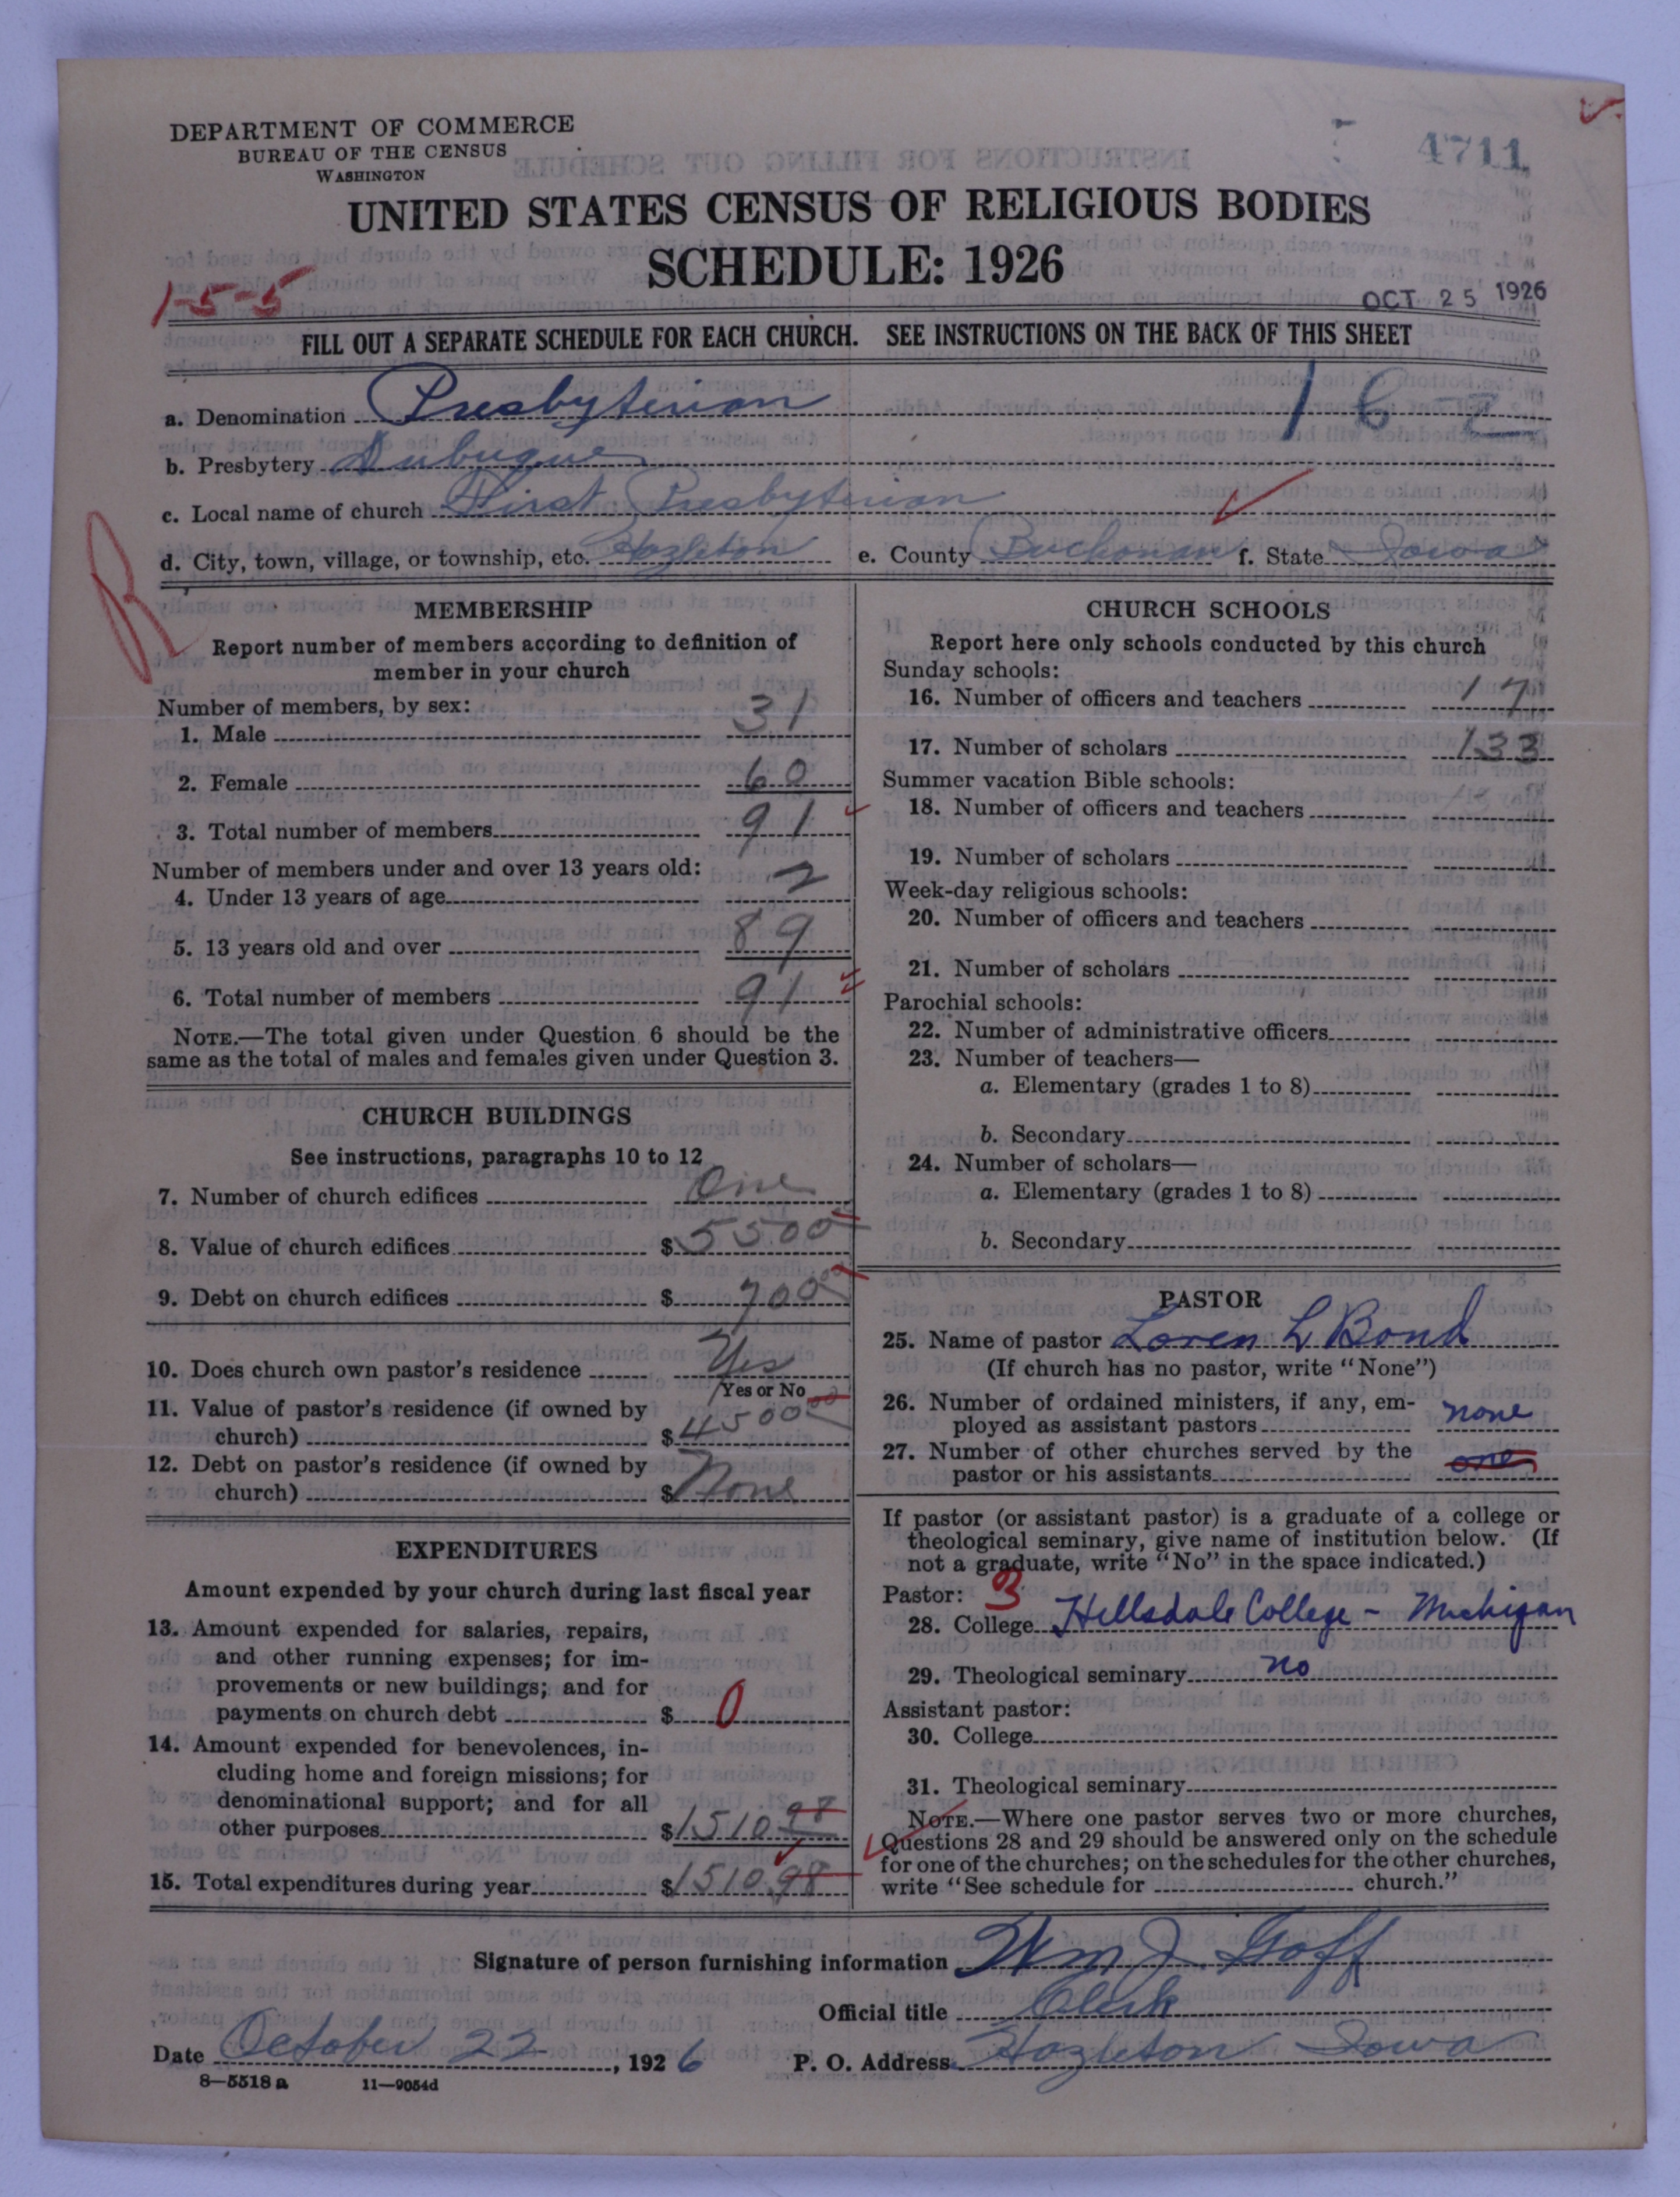 DEPARTMENT OF COMMERCE
BUREAU OF THE CENSUS
WASHINGTON
4711
UNITED STATES CENSUS OF RELIGIOUS BODIES
SCHEDULE: 1926
1-5-5
OCT 25 1926
FILL OUT A SEPARATE SCHEDULE FOR EACH CHURCH. SEE INSTRUCTIONS ON THE BACK OF THIS SHEET
a. Denomination Presbyterian 16-2
b. Presbytery Dubuque
c. Local name of church First Presbyterian
d. City, town, village, or township, etc. Hazleton e. County Buchanan f. State Iowa
MEMBERSHIP
Report number of members according to definition of
member in your church
Number of members, by sex:
1. Male 31
2. Female 60
3. Total number of members 91
Number of members under and over 13 years old:
4. Under 13 years of age 2
5. 13 years old and over 89
6. Total number of members 91
NOTE.—The total given under Question 6 should be the
same as the total of males and females given under Question 3.
CHURCH BUILDINGS
See instructions, paragraphs 10 to 12
7. Number of church edifices One
8. Value of church edifices $5500
9. Debt on church edifices $700
10. Does church own pastor's residence Yes
Yes or No
11. Value of pastor's residence (if owned by
church) $4500
12. Debt on pastor's residence (if owned by
church) $None
EXPENDITURES
Amount expended by your church during last fiscal year
13. Amount expended for salaries, repairs,
and other running expenses; for im-
provements or new buildings; and for
payments on church debt $0
14. Amount expended for benevolences, in-
cluding home and foreign missions; for
denominational support; and for all
other purposes $1510.98
15. Total expenditures during year $1510.98
CHURCH SCHOOLS
Report here only schools conducted by this church
Sunday schools:
16. Number of officers and teachers 17
17. Number of scholars 133
Summer vacation Bible schools:
18. Number of officers and teachers
19. Number of scholars
Week-day religious schools:
20. Number of officers and teachers
21. Number of scholars
Parochial schools:
22. Number of administrative officers
23. Number of teachers—
a. Elementary (grades 1 to 8)
b. Secondary
24. Number of scholars—
a. Elementary (grades 1 to 8)
b. Secondary
PASTOR
25. Name of pastor Loren L Bond
(If church has no pastor, write "None")
26. Number of ordained ministers, if any, em-
ployed as assistant pastors none
27. Number of other churches served by the
pastor or his assistants one
If pastor (or assistant pastor) is a graduate of a college or
theological seminary, give name of institution below. (If
not a graduate, write "No" in the space indicated.)
Pastor: 3
28. College Hillsdale College - Michigan
29. Theological seminary no
Assistant pastor:
30. College
31. Theological seminary
NOTE.—Where one pastor serves two or more churches,
Questions 28 and 29 should be answered only on the schedule
for one of the churches; on the schedules for the other churches,
write "See schedule for church."
Signature of person furnishing information Wm J. Goff
Official title Clerk
Date October 22, 1926 P. O. Address Hazleton Iowa
8—5518 a 11—9054d